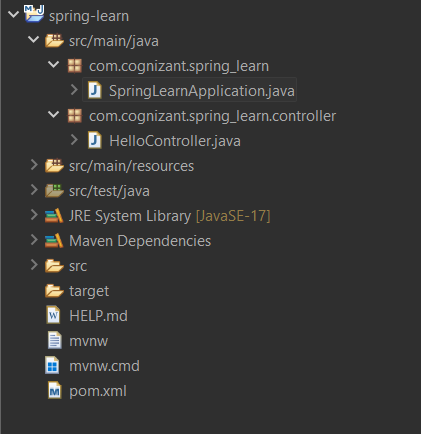 spring-learn
src/main/java
com.cognizant.spring_learn
SpringLearnApplication.java
com.cognizant.spring_learn.controller
HelloController.java
src/main/resources
src/test/java
JRE System Library [JavaSE-17]
Maven Dependencies
src
target
HELP.md
mvnw
mvnw.cmd
pom.xml